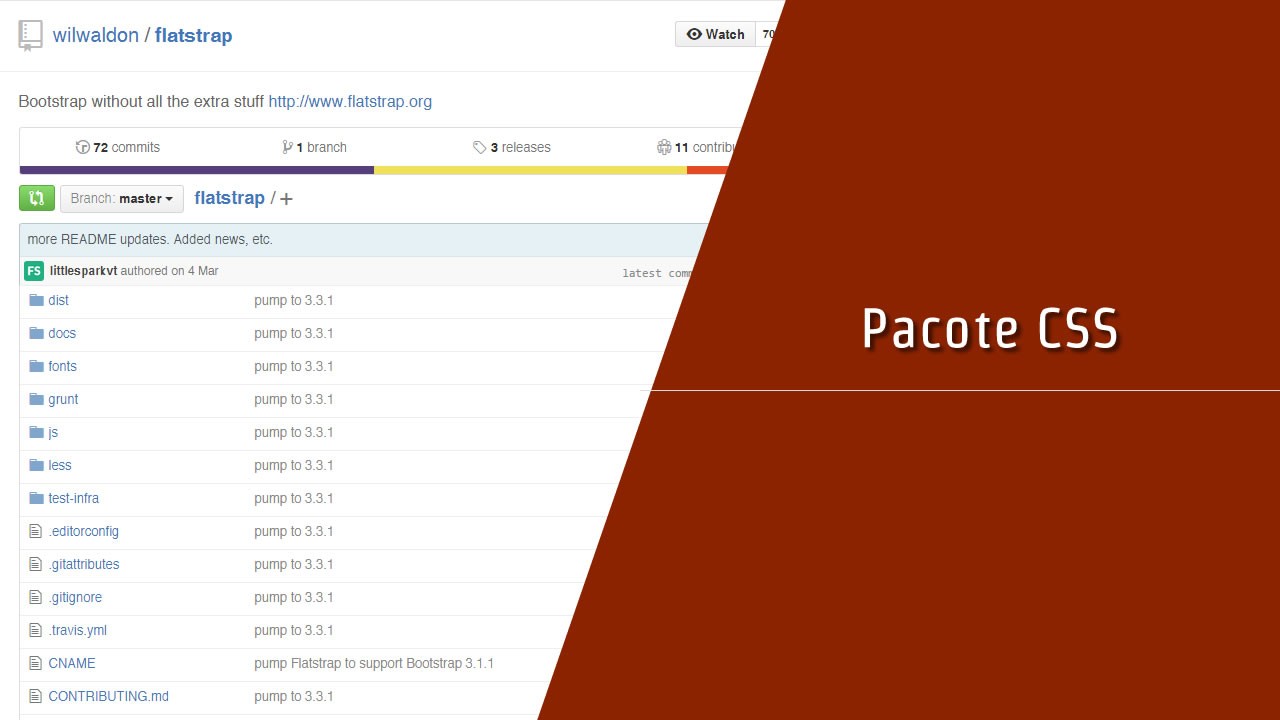 wilwaldon / flatstrap
Watch 70
Bootstrap without all the extra stuff http://www.flatstrap.org
72 commits 1 branch 3 releases 11 contribu
Branch: master flatstrap / +
more README updates. Added news, etc.
FS littlesparkvt authored on 4 Mar latest comm
dist pump to 3.3.1
docs pump to 3.3.1
fonts pump to 3.3.1
grunt pump to 3.3.1
js pump to 3.3.1
less pump to 3.3.1
test-infra pump to 3.3.1
.editorconfig pump to 3.3.1
.gitattributes pump to 3.3.1
.gitignore pump to 3.3.1
.travis.yml pump to 3.3.1
CNAME pump Flatstrap to support Bootstrap 3.1.1
CONTRIBUTING.md pump to 3.3.1
Pacote CSS